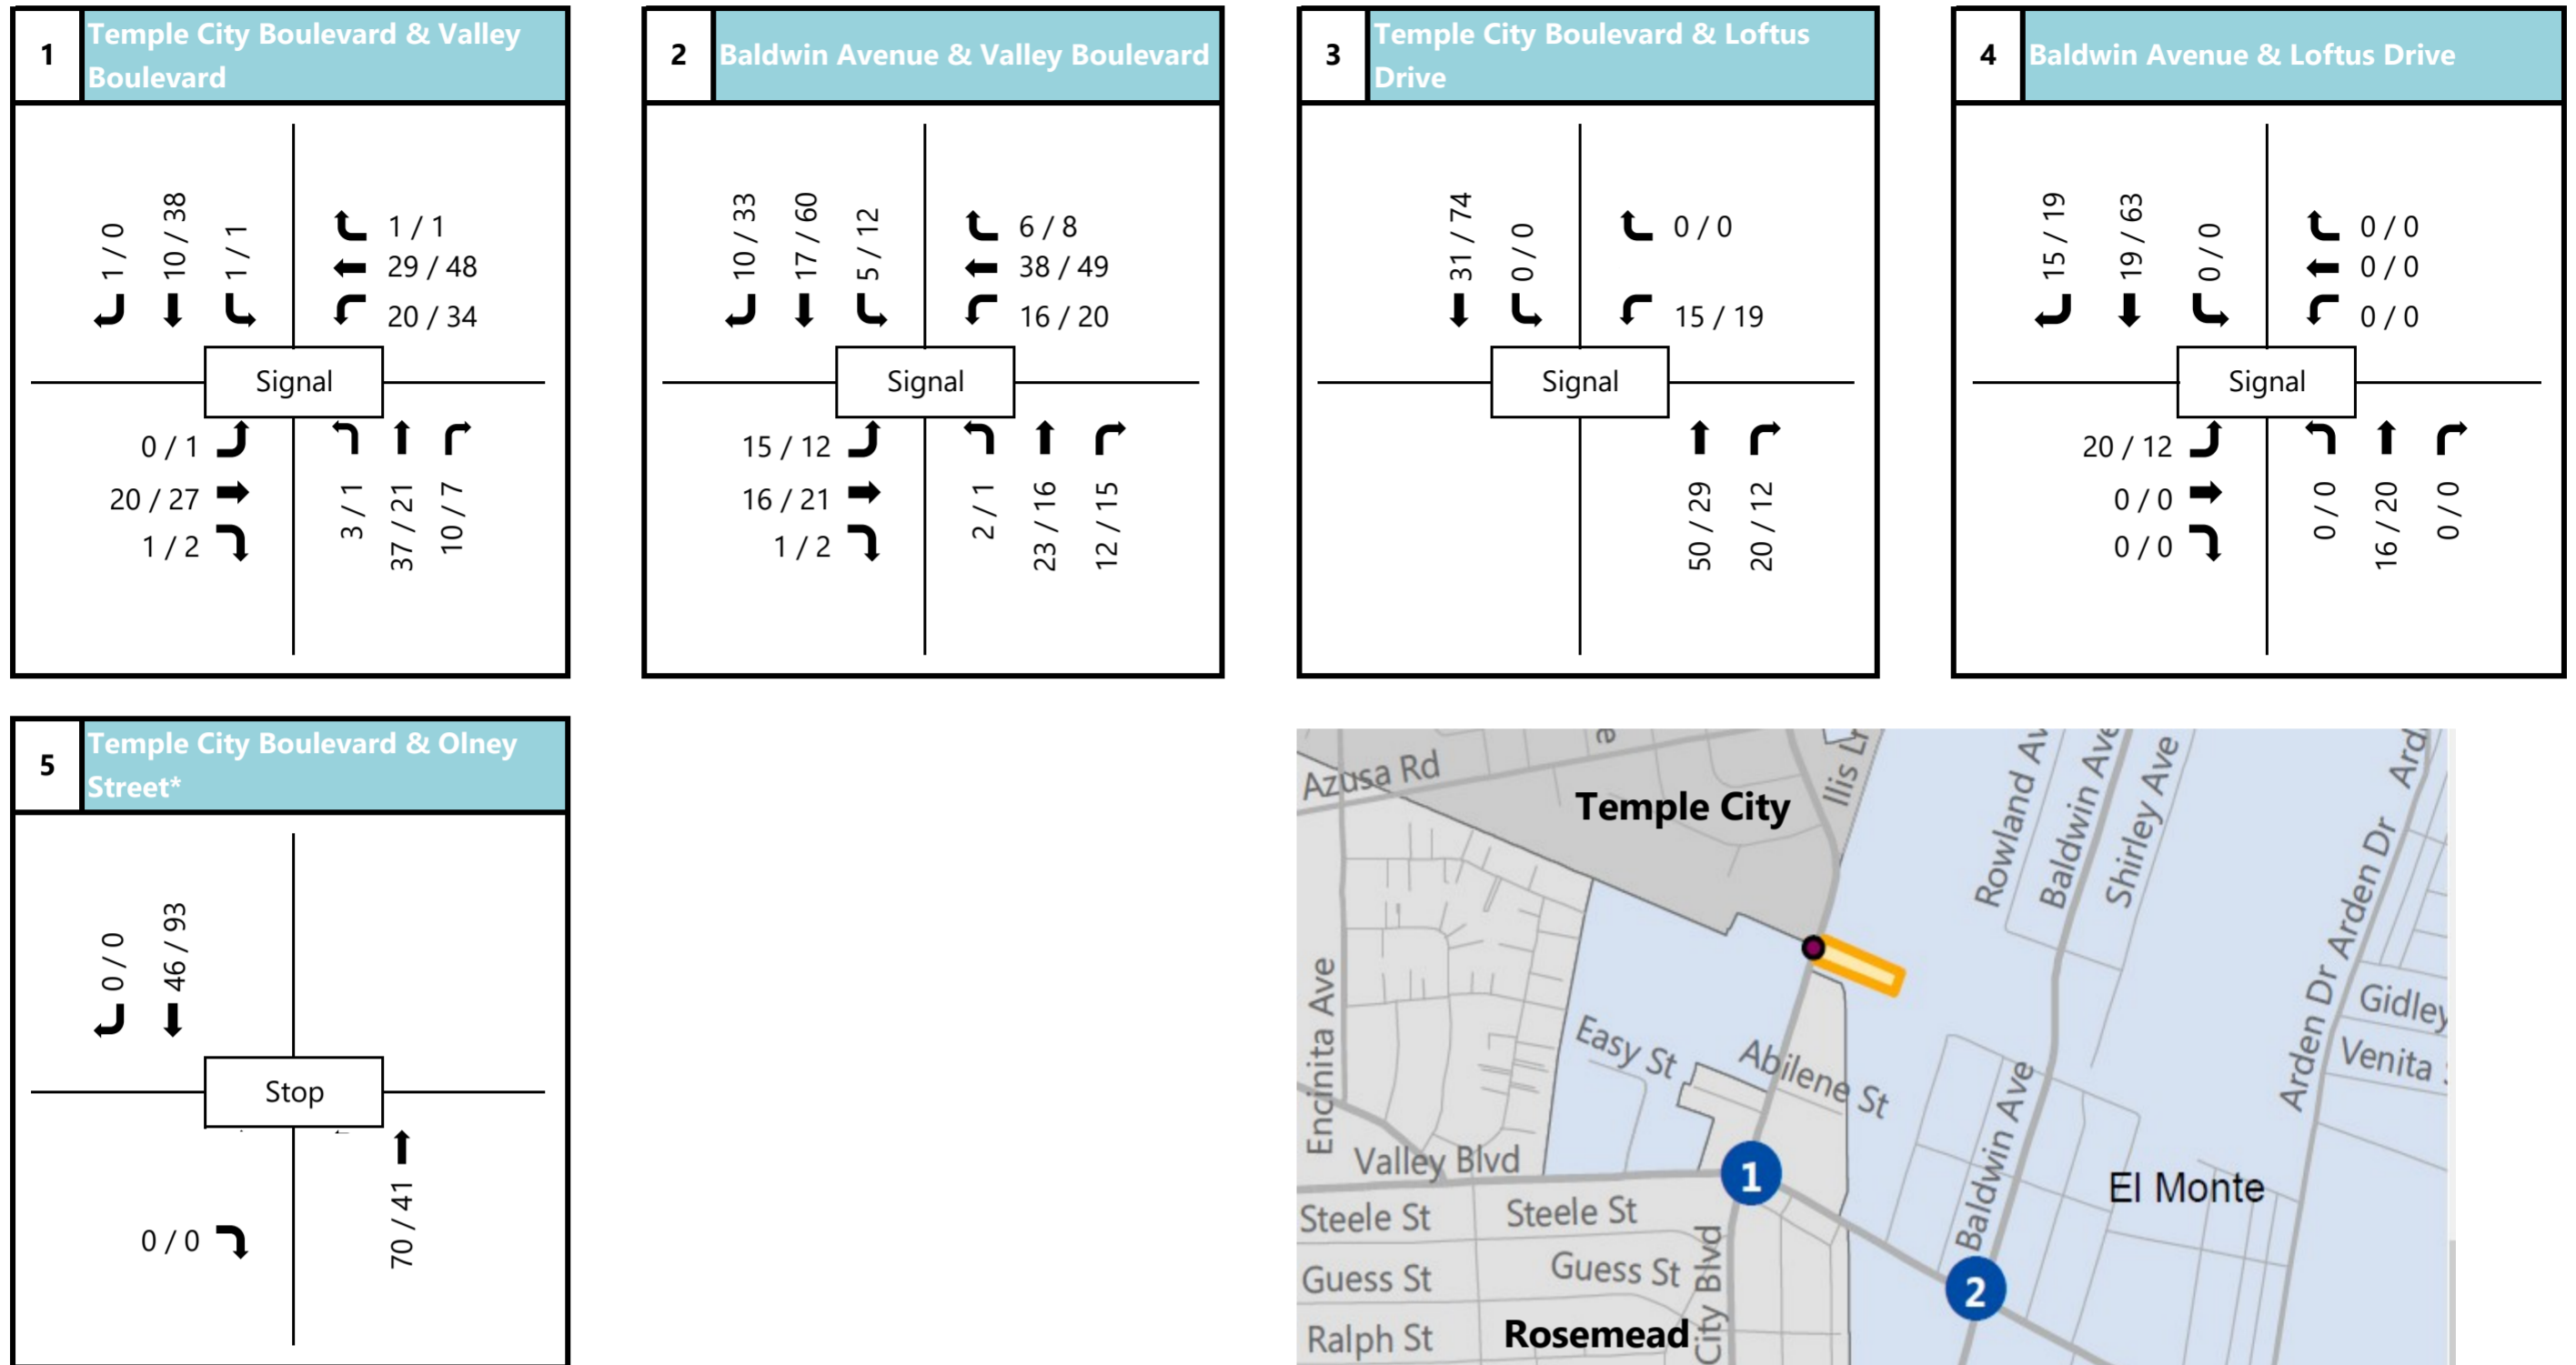 1
Temple City Boulevard & Valley
Boulevard
1 / 0
10 / 38
1 / 1
1 / 1
29 / 48
20 / 34
Signal
0 / 1
20 / 27
1 / 2
3 / 1
37 / 21
10 / 7
2
Baldwin Avenue & Valley Boulevard
10 / 33
17 / 60
5 / 12
6 / 8
38 / 49
16 / 20
Signal
15 / 12
16 / 21
1 / 2
2 / 1
23 / 16
12 / 15
3
Temple City Boulevard & Loftus
Drive
31 / 74
0 / 0
0 / 0
15 / 19
Signal
50 / 29
20 / 12
4
Baldwin Avenue & Loftus Drive
15 / 19
19 / 63
0 / 0
0 / 0
0 / 0
0 / 0
Signal
20 / 12
0 / 0
0 / 0
0 / 0
16 / 20
0 / 0
5
Temple City Boulevard & Olney
Street*
0 / 0
46 / 93
Stop
0 / 0
70 / 41
Azusa Rd
Temple City
Rowland Av
Baldwin Ave
Shirley Ave
Arden Dr
Arden Dr
Ard
Gidley
Venita
Encinita Ave
Easy St
Abilene St
Valley Blvd
1
Baldwin Ave
El Monte
Steele St
Steele St
Guess St
Guess St
City Blvd
2
Ralph St
Rosemead